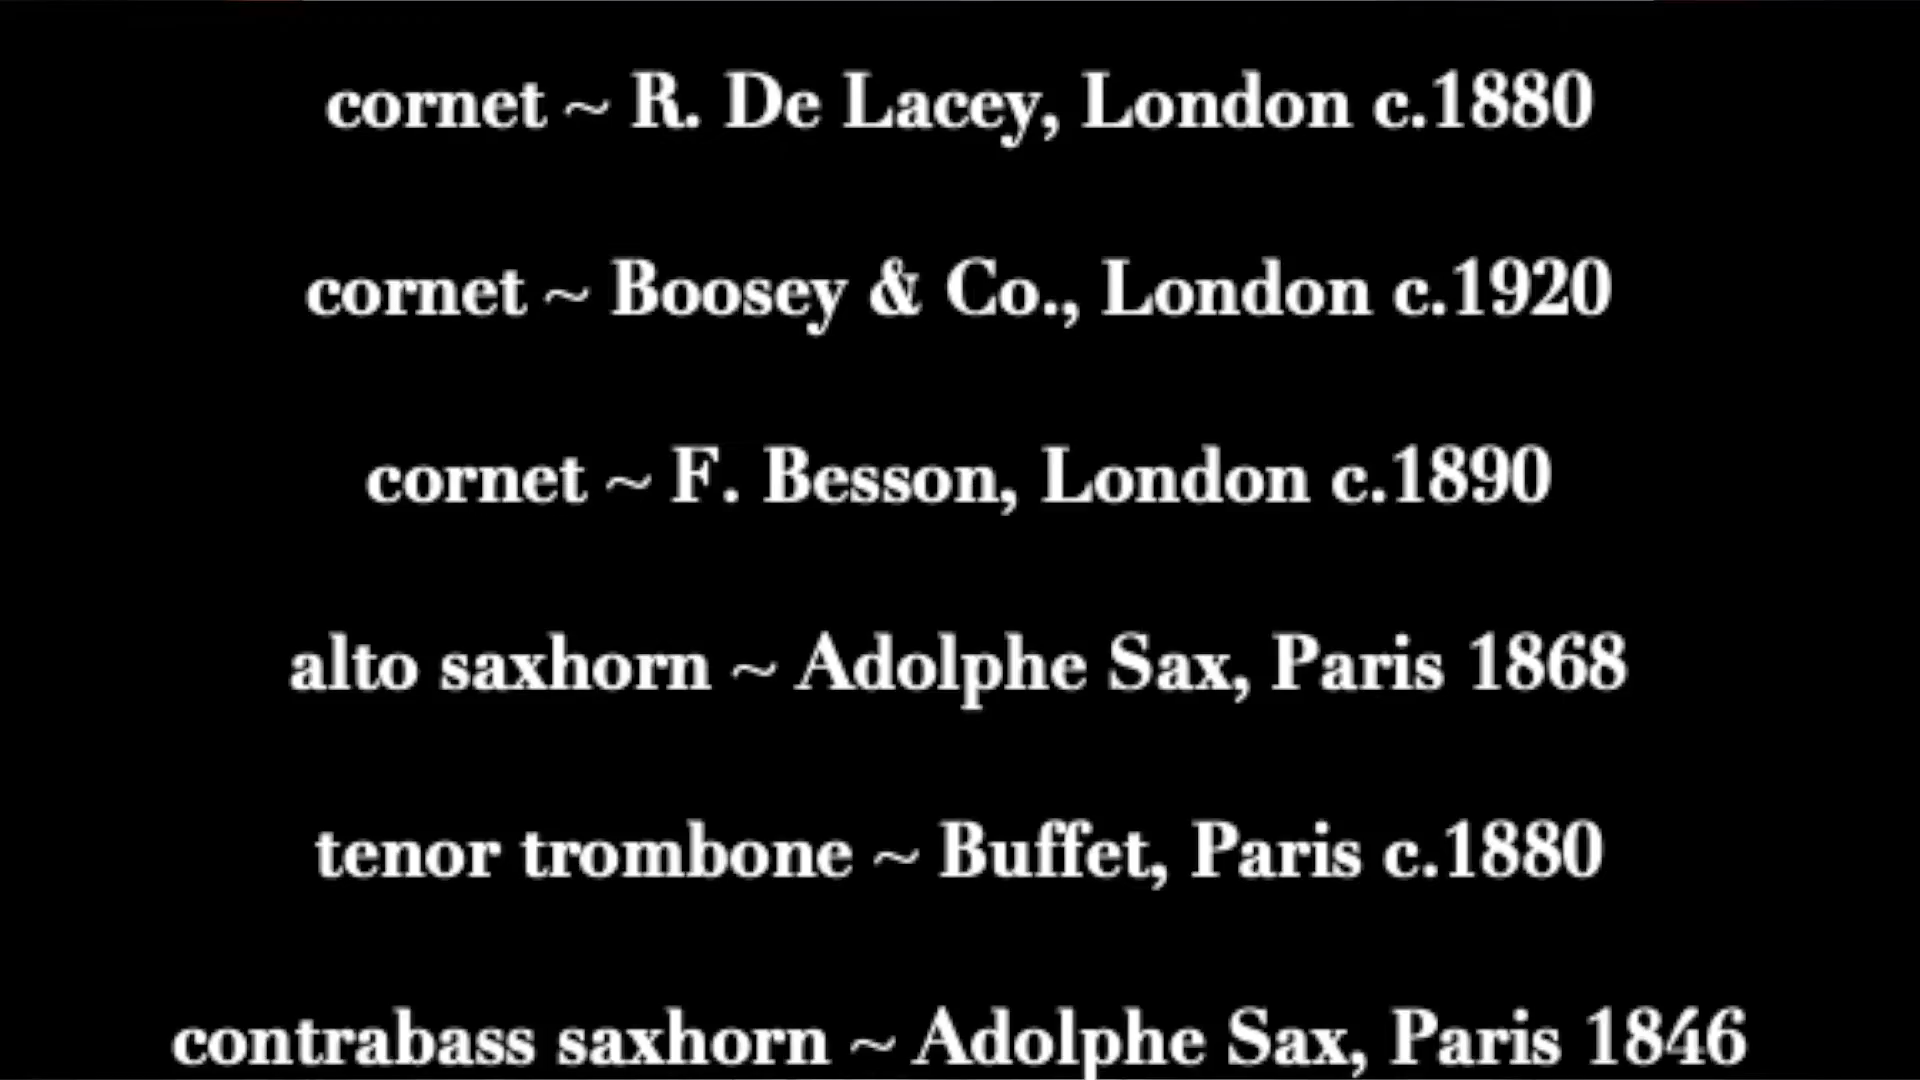 cornet ~ R. De Lacey, London c.1880
cornet ~ Boosey & Co., London c.1920
cornet ~ F. Besson, London c.1890
alto saxhorn ~ Adolphe Sax, Paris 1868
tenor trombone ~ Buffet, Paris c.1880
contrabass saxhorn ~ Adolphe Sax, Paris 1846